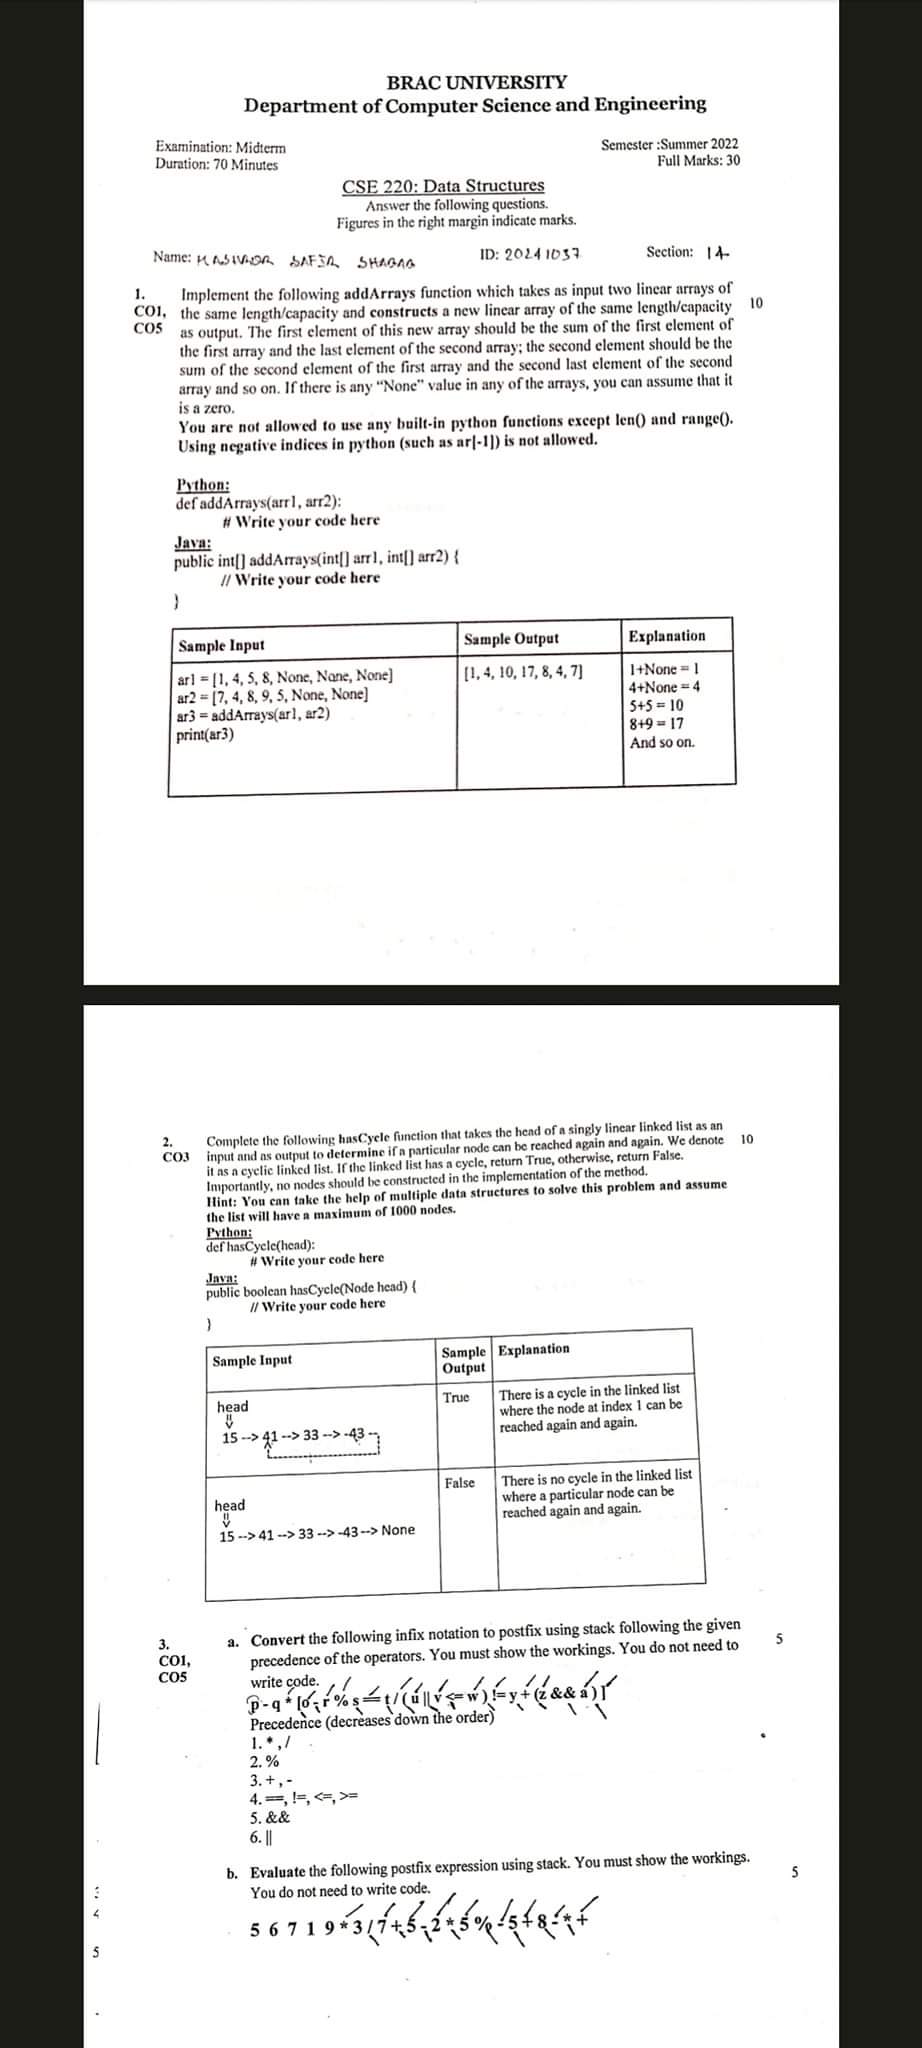 BRAC UNIVERSITY
Department of Computer Science and Engineering
Examination: Midterm
Duration: 70 Minutes
Semester :Summer 2022
Full Marks: 30
CSE 220: Data Structures
Answer the following questions.
Figures in the right margin indicate marks.
Name: SAFIR
ID: 20241037
Section: 14
1. Implement the following addArrays function which takes as input two linear arrays of
CO1, the same length/capacity and constructs a new linear array of the same length/capacity 10
CO5 as output. The first element of this new array should be the sum of the first element of
the first array and the last element of the second array; the second element should be the
sum of the second element of the first array and the second last element of the second
array and so on. If there is any “None” value in any of the arrays, you can assume that it
is a zero.
You are not allowed to use any built-in python functions except len() and range().
Using negative indices in python (such as ar[-1]) is not allowed.
Python:
def addArrays(arr1, arr2):
# Write your code here
Java:
public int[] addArrays(int[] arr1, int[] arr2) {
// Write your code here
}
Sample Input
Sample Output
Explanation
ar1 = [1, 4, 5, 8, None, None, None]
ar2 = [7, 4, 8, 9, 5, None, None]
ar3 = addArrays(ar1, ar2)
print(ar3)
[1, 4, 10, 17, 8, 4, 7]
1+None = 1
4+None = 4
5+5 = 10
8+9 = 17
And so on.
2. Complete the following hasCycle function that takes the head of a singly linear linked list as an
CO3 input and as output to determine if a particular node can be reached again and again. We denote 10
it as a cyclic linked list. If the linked list has a cycle, return True, otherwise, return False.
Importantly, no nodes should be constructed in the implementation of the method.
Hint: You can take the help of multiple data structures to solve this problem and assume
the list will have a maximum of 1000 nodes.
Python:
def hasCycle(head):
# Write your code here
Java:
public boolean hasCycle(Node head) {
// Write your code here
}
Sample Input
Sample
Output
Explanation
head
15 --> 41 --> 33 --> -43
True
There is a cycle in the linked list
where the node at index 1 can be
reached again and again.
head
15 --> 41 --> 33 --> -43 --> None
False
There is no cycle in the linked list
where a particular node can be
reached again and again.
3.
CO1,
CO5
a. Convert the following infix notation to postfix using stack following the given 5
precedence of the operators. You must show the workings. You do not need to
write code.
p - q * [o - r % s == t / (u || v <= w) != y + (z && a)]
Precedence (decreases down the order)
1. * , /
2. %
3. + , -
4. ==, !=, <=, >=
5. &&
6. ||
b. Evaluate the following postfix expression using stack. You must show the workings. 5
You do not need to write code.
5 6 7 1 9 * 3 / 7 + 5 - 2 * 5 % - 5 + 8 - * +